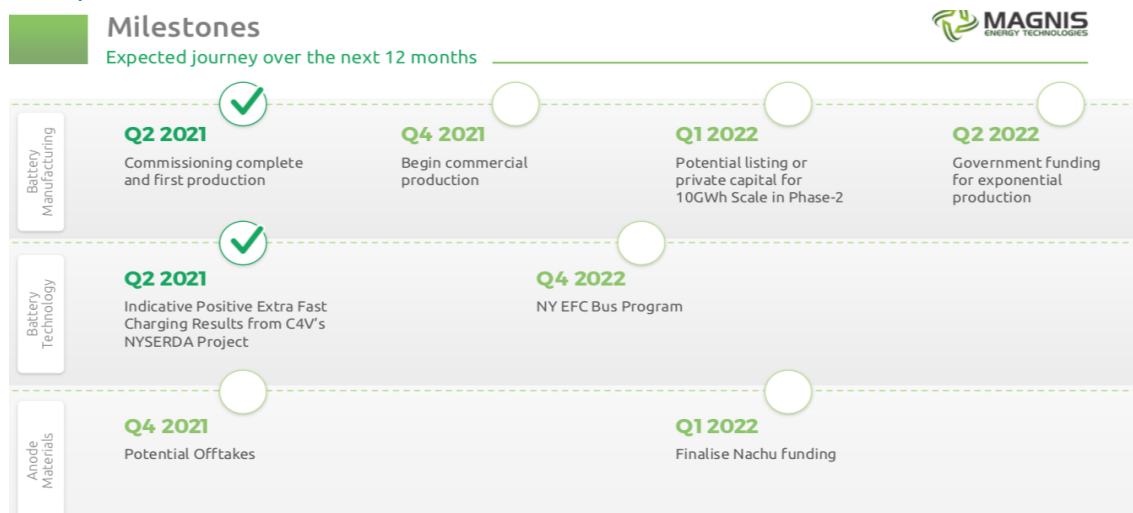 Milestones
MAGNIS
ENERGY TECHNOLOGIES
Expected journey over the next 12 months
Battery
Manufacturing
Q2 2021
Commissioning complete
and first production
Q4 2021
Begin commercial
production
Q1 2022
Potential listing or
private capital for
10GWh Scale in Phase-2
Q2 2022
Government funding
for exponential
production
Battery
Technology
Q2 2021
Indicative Positive Extra Fast
Charging Results from C4V's
NYSERDA Project
Q4 2022
NY EFC Bus Program
Anode
Materials
Q4 2021
Potential Offtakes
Q1 2022
Finalise Nachu funding